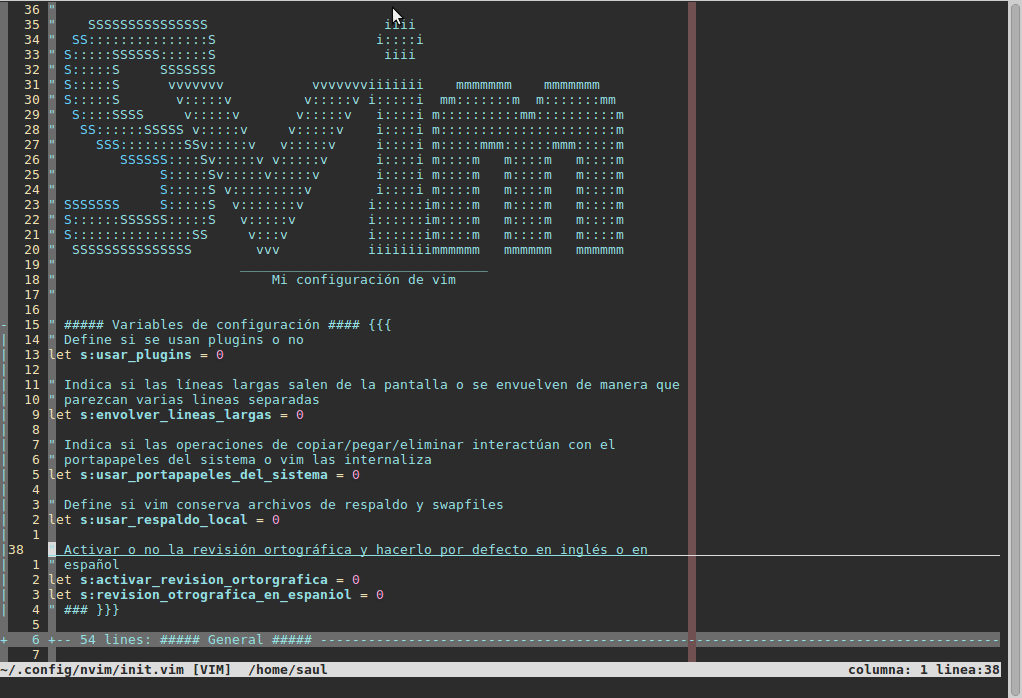 36 "
35 "    SSSSSSSSSSSSSSS                      iiii
34 "  SS:::::::::::::::S                    i::::i
33 " S:::::SSSSSS::::::S                     iiii
32 " S:::::S     SSSSSSS
31 " S:::::S      vvvvvvv           vvvvvvviiiiiii    mmmmmmm    mmmmmmm
30 " S:::::S       v:::::v         v:::::v i:::::i  mm:::::::m  m:::::::mm
29 "  S::::SSSS     v:::::v       v:::::v   i::::i m::::::::::mm::::::::::m
28 "   SS::::::SSSSS v:::::v     v:::::v    i::::i m::::::::::::::::::::::m
27 "     SSS::::::::SSv:::::v   v:::::v     i::::i m:::::mmm::::::mmm:::::m
26 "        SSSSSS::::Sv:::::v v:::::v      i::::i m::::m   m::::m   m::::m
25 "             S:::::Sv:::::v:::::v       i::::i m::::m   m::::m   m::::m
24 "             S:::::S v:::::::::v        i::::i m::::m   m::::m   m::::m
23 " SSSSSSS     S:::::S  v:::::::v        i::::::im::::m   m::::m   m::::m
22 " S::::::SSSSSS:::::S   v:::::v         i::::::im::::m   m::::m   m::::m
21 " S:::::::::::::::SS     v:::v          i::::::im::::m   m::::m   m::::m
20 "  SSSSSSSSSSSSSSS        vvv           iiiiiiiimmmmmm   mmmmmm   mmmmmm
19 "                       _______________________________
18 "                           Mi configuración de vim
17 "
16
- 15 " ##### Variables de configuración #### {{{
| 14 " Define si se usan plugins o no
| 13 let s:usar_plugins = 0
| 12
| 11 " Indica si las líneas largas salen de la pantalla o se envuelven de manera que
| 10 " parezcan varias lineas separadas
| 9 let s:envolver_lineas_largas = 0
| 8
| 7 " Indica si las operaciones de copiar/pegar/eliminar interactúan con el
| 6 " portapapeles del sistema o vim las internaliza
| 5 let s:usar_portapapeles_del_sistema = 0
| 4
| 3 " Define si vim conserva archivos de respaldo y swapfiles
| 2 let s:usar_respaldo_local = 0
| 1
|38 " Activar o no la revisión ortográfica y hacerlo por defecto en inglés o en
| 1 " español
| 2 let s:activar_revision_ortorgrafica = 0
| 3 let s:revision_otrografica_en_espaniol = 0
| 4 " ### }}}
5
+ 6 +-- 54 lines: ##### General ##### -------------------------------------------------------------------------------------
7
~/.config/nvim/init.vim [VIM]  /home/saul columna: 1 linea:38